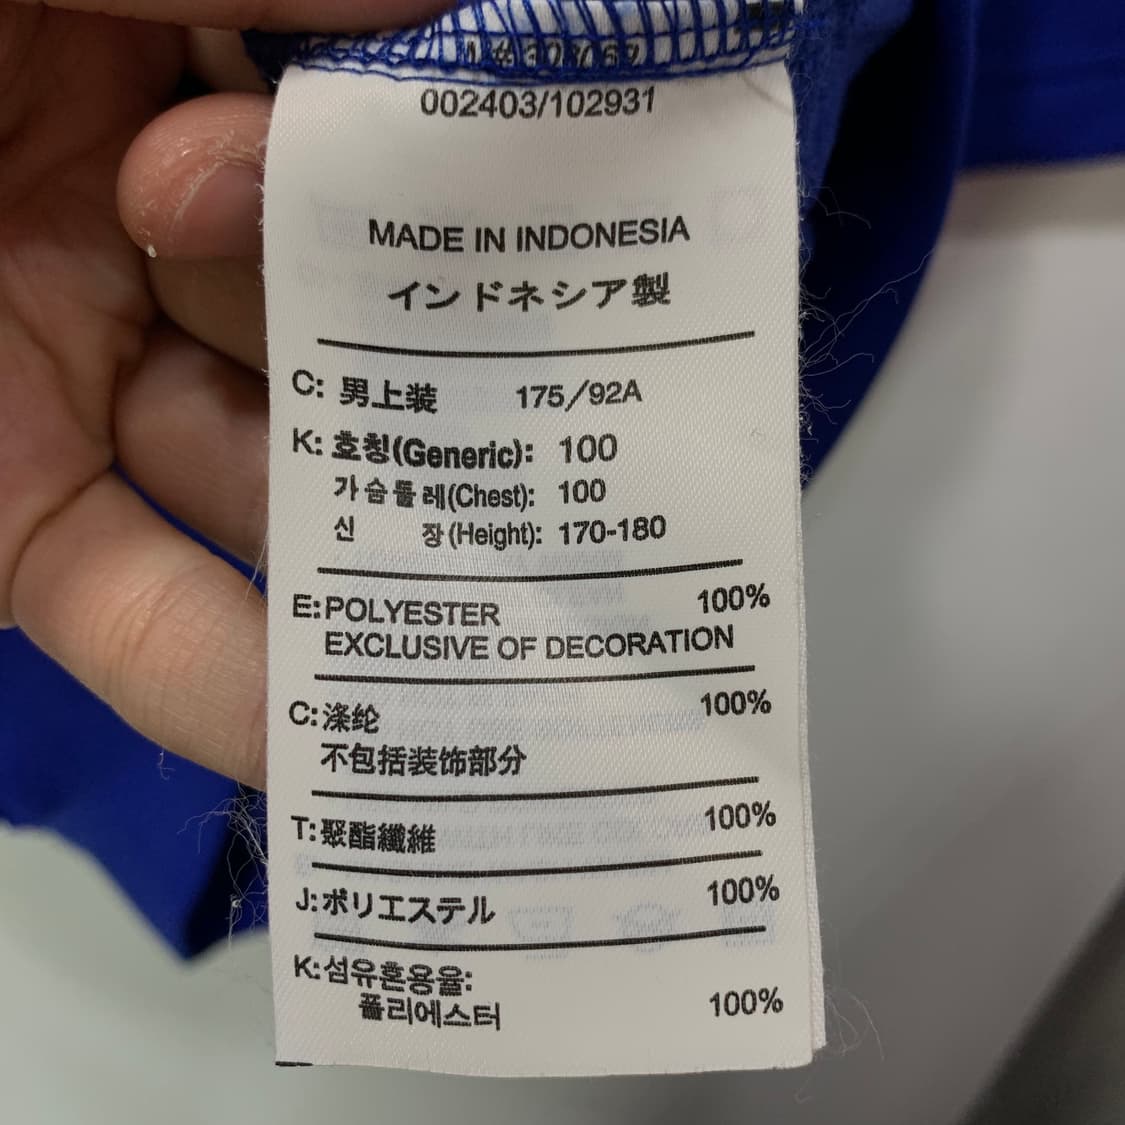 002403/102931
MADE IN INDONESIA
インドネシア製
C: 男上装 175/92A
K: 호칭(Generic): 100
가슴둘레(Chest): 100
신 장(Height): 170-180
E:POLYESTER 100%
EXCLUSIVE OF DECORATION
C:涤纶 100%
不包括装饰部分
T:聚酯纖維 100%
J:ポリエステル 100%
K:섬유혼용율:
폴리에스터 100%